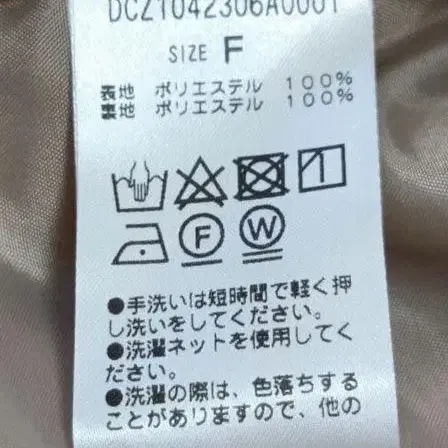 DCZ1042306A0001
SIZE F
表地 ポリエステル 100%
裏地 ポリエステル 100%
F
W
●手洗いは短時間で軽く押
し洗いをしてください。
●洗濯ネットを使用してく
ださい。
●洗濯の際は、色落ちする
ことがありますので、他の